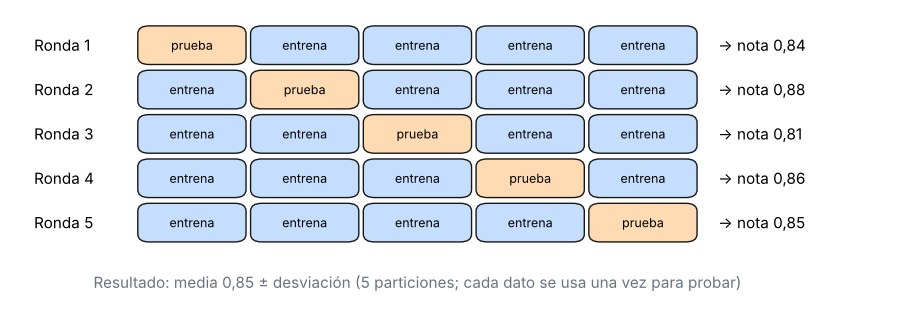 Ronda 1 prueba entrena entrena entrena entrena → nota 0,84
Ronda 2 entrena prueba entrena entrena entrena → nota 0,88
Ronda 3 entrena entrena prueba entrena entrena → nota 0,81
Ronda 4 entrena entrena entrena prueba entrena → nota 0,86
Ronda 5 entrena entrena entrena entrena prueba → nota 0,85
Resultado: media 0,85 ± desviación (5 particiones; cada dato se usa una vez para probar)